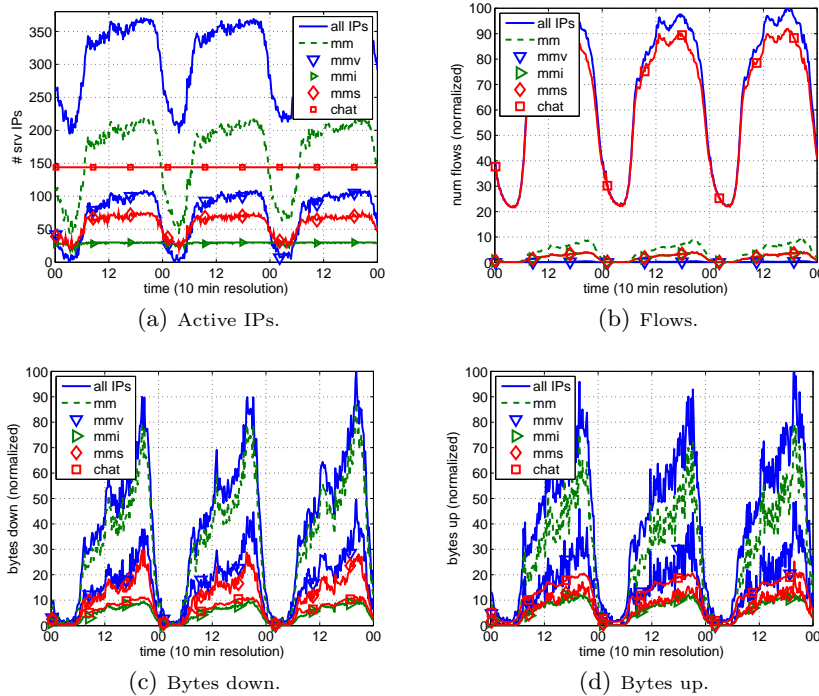 350
300
250
200
150
100
50
0
# srv IPs
all IPs
mm
mmv
mmi
mms
chat
00 12 00 12 00 12 00
time (10 min resolution)
(a) Active IPs.
100
90
80
70
60
50
40
30
20
10
0
num flows (normalized)
all IPs
mm
mmv
mmi
mms
chat
00 12 00 12 00 12 00
time (10 min resolution)
(b) Flows.
100
90
80
70
60
50
40
30
20
10
0
bytes down (normalized)
all IPs
mm
mmv
mmi
mms
chat
00 12 00 12 00 12 00
time (10 min resolution)
(c) Bytes down.
100
90
80
70
60
50
40
30
20
10
0
bytes up (normalized)
all IPs
mm
mmv
mmi
mms
chat
00 12 00 12 00 12 00
time (10 min resolution)
(d) Bytes up.